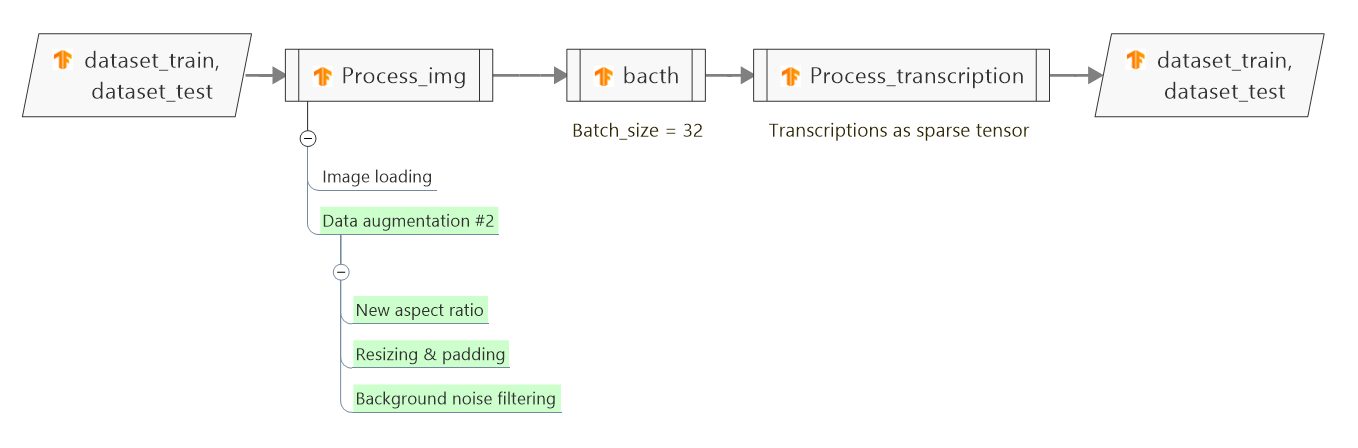 dataset_train,
dataset_test
Process_img
bacth
Process_transcription
dataset_train,
dataset_test
Batch_size = 32
Transcriptions as sparse tensor
Image loading
Data augmentation #2
New aspect ratio
Resizing & padding
Background noise filtering